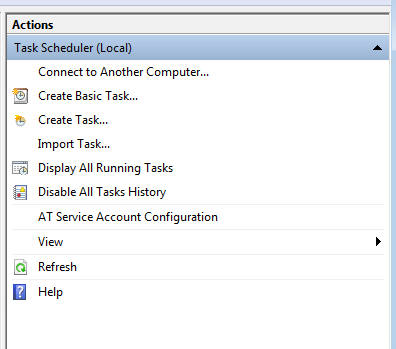 Actions
Task Scheduler (Local)
Connect to Another Computer...
Create Basic Task...
Create Task...
Import Task...
Display All Running Tasks
Disable All Tasks History
AT Service Account Configuration
View
Refresh
Help